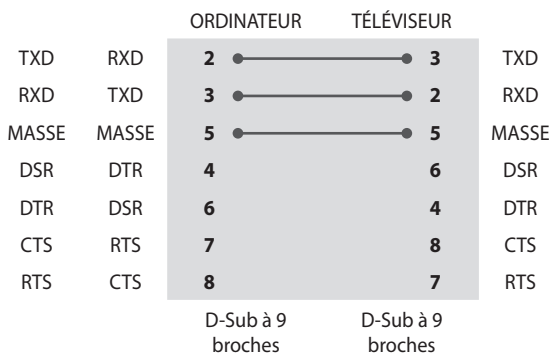 ORDINATEUR TÉLÉVISEUR
TXD RXD 2 3 TXD
RXD TXD 3 2 RXD
MASSE MASSE 5 5 MASSE
DSR DTR 4 6 DSR
DTR DSR 6 4 DTR
CTS RTS 7 8 CTS
RTS CTS 8 7 RTS
D-Sub à 9 D-Sub à 9
broches broches